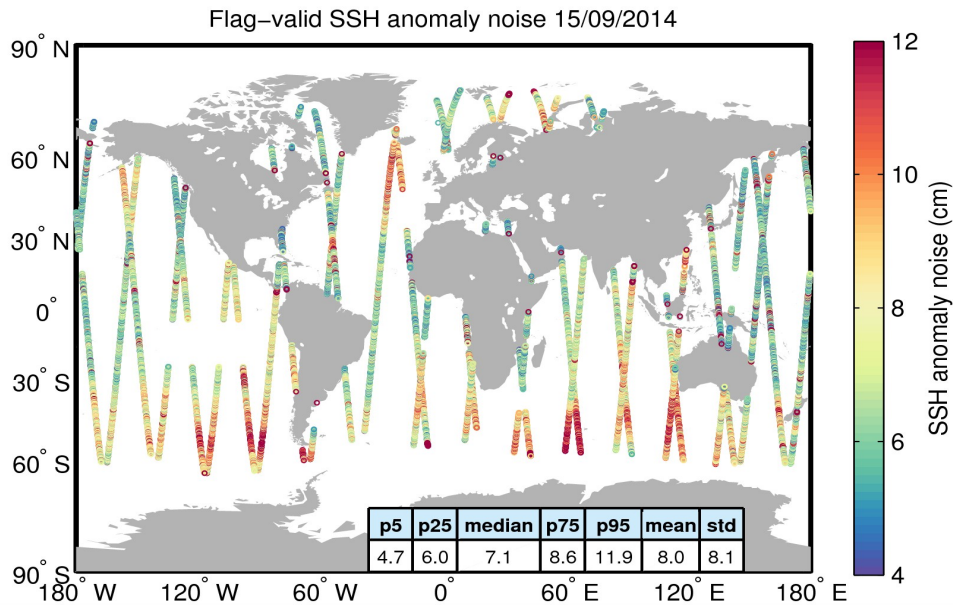 Flag−valid SSH anomaly noise 15/09/2014
90° N
60° N
30° N
0°
30° S
60° S
90° S
180° W
120° W
60° W
0°
60° E
120° E
180° E
p5 p25 median p75 p95 mean std
4.7 6.0 7.1 8.6 11.9 8.0 8.1
12
10
8
6
4
SSH anomaly noise (cm)